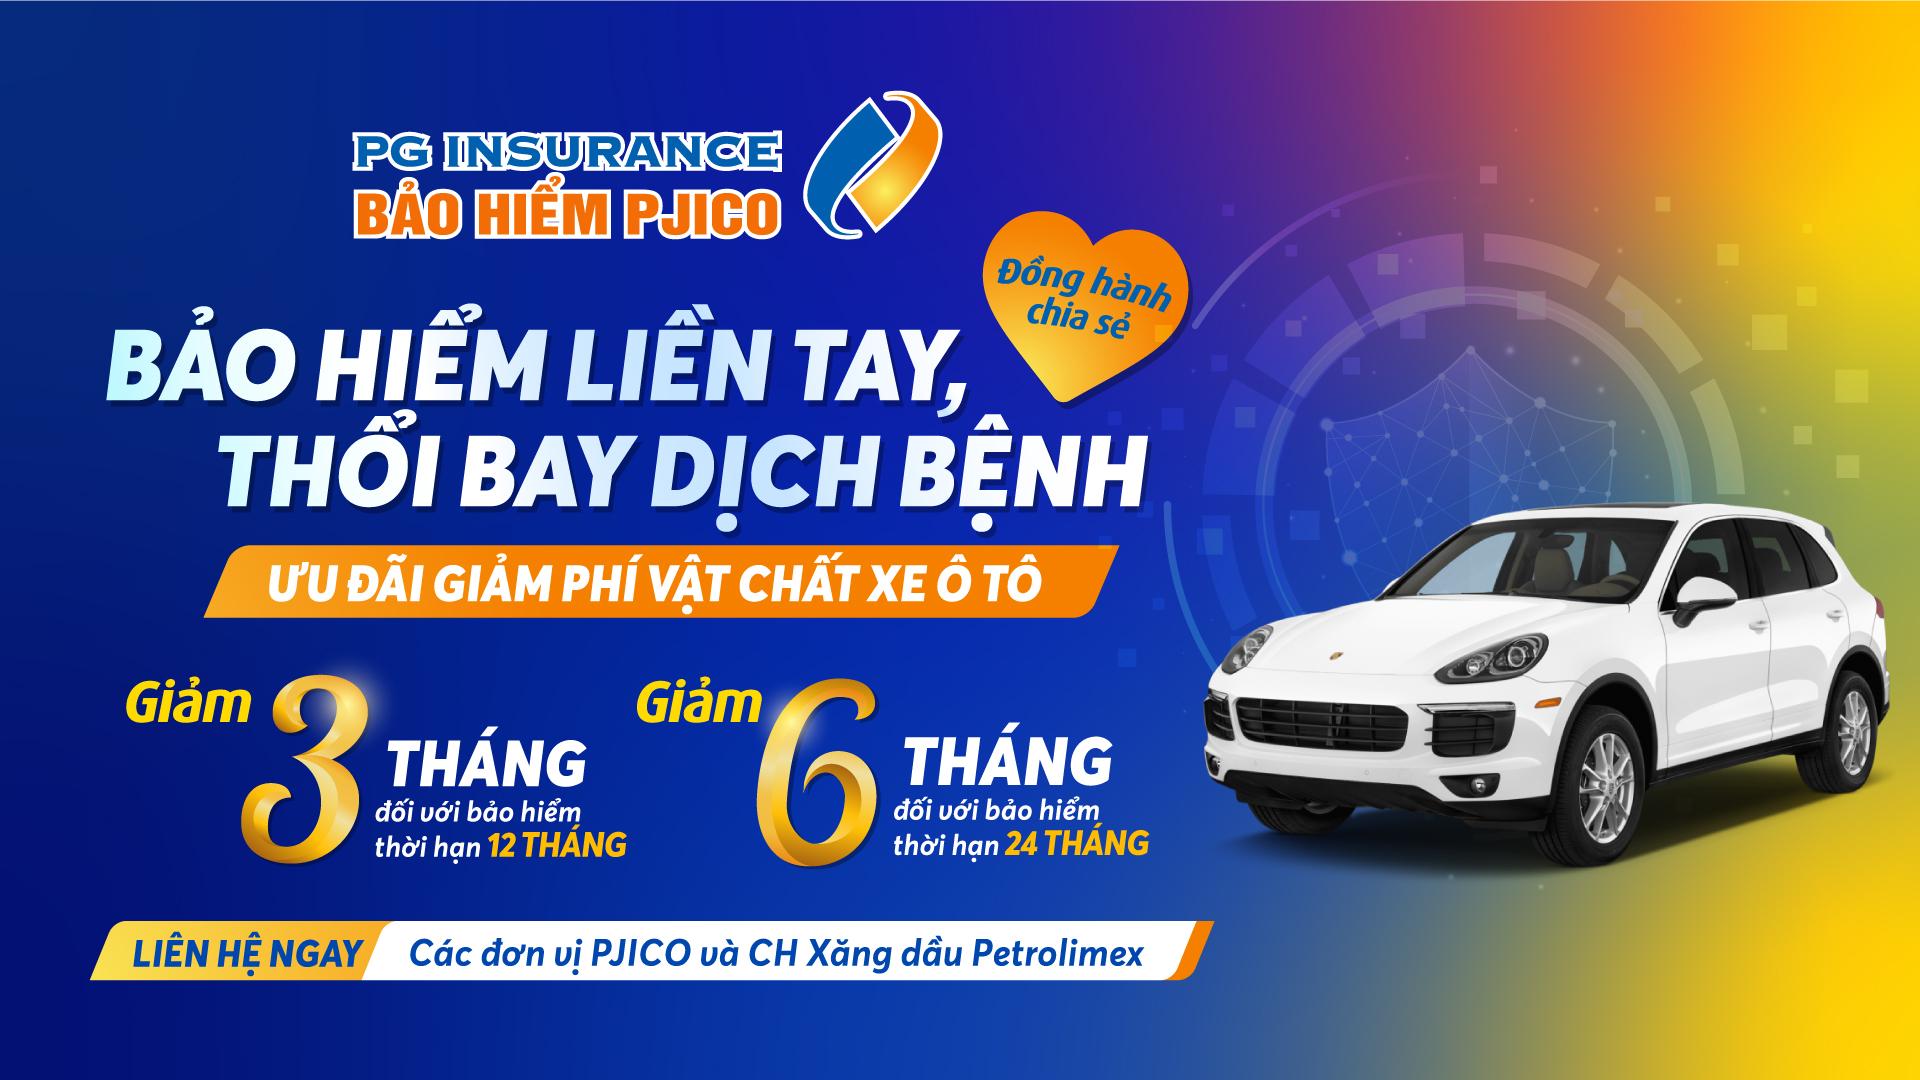 PG INSURANCE
BẢO HIỂM PJICO
Đồng hành
chia sẻ
BẢO HIỂM LIỀN TAY,
THỔI BAY DỊCH BỆNH
ƯU ĐÃI GIẢM PHÍ VẬT CHẤT XE Ô TÔ
Giảm 3 THÁNG
đối với bảo hiểm
thời hạn 12 THÁNG
Giảm 6 THÁNG
đối với bảo hiểm
thời hạn 24 THÁNG
LIÊN HỆ NGAY Các đơn vị PJICO và CH Xăng dầu Petrolimex